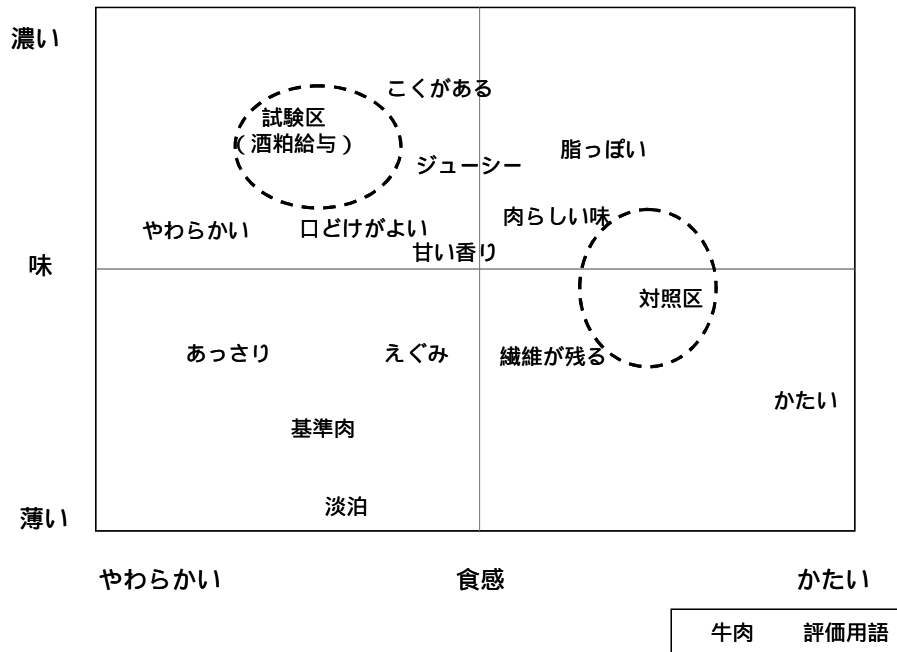 濃い
こくがある
試験区
（酒粕給与）
脂っぽい
ジューシー
肉らしい味
やわらかい
口どけがよい
甘い香り
味
対照区
あっさり
えぐみ
繊維が残る
かたい
基準肉
淡泊
薄い
やわらかい
食感
かたい
牛肉
評価用語